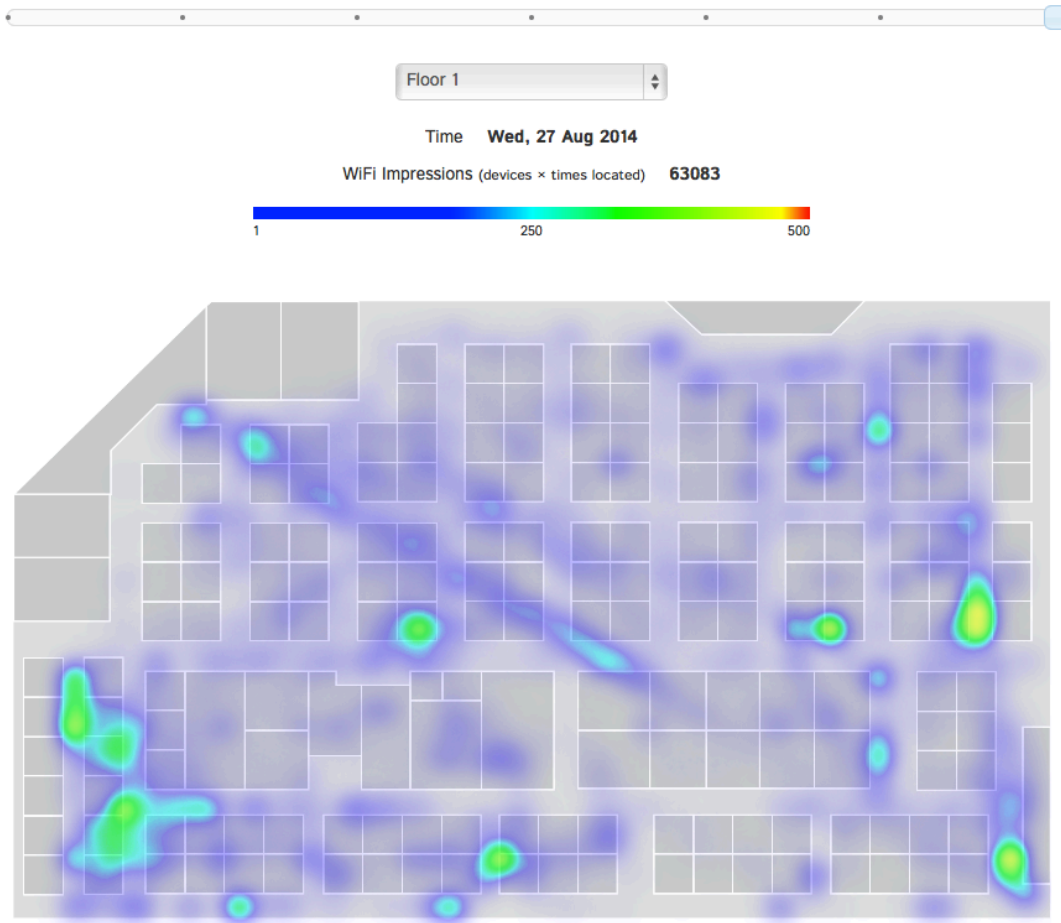 Floor 1
Time Wed, 27 Aug 2014
WiFi Impressions (devices × times located) 63083
1 250 500